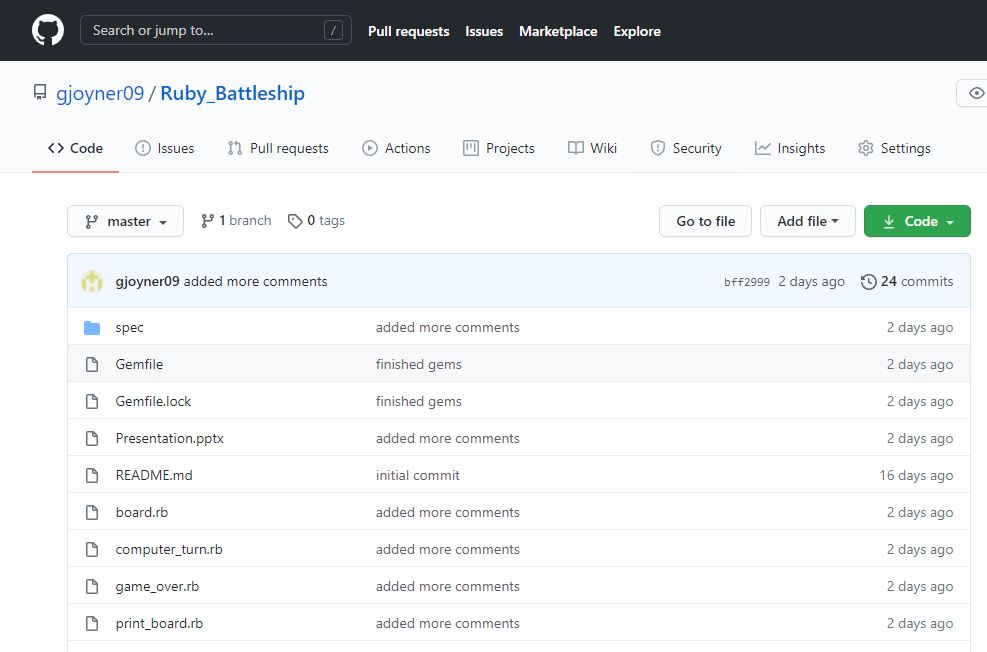 Search or jump to... / Pull requests Issues Marketplace Explore
gjoyner09 / Ruby_Battleship
Code Issues Pull requests Actions Projects Wiki Security Insights Settings
master 1 branch 0 tags Go to file Add file Code
gjoyner09 added more comments bff2999 2 days ago 24 commits
spec added more comments 2 days ago
Gemfile finished gems 2 days ago
Gemfile.lock finished gems 2 days ago
Presentation.pptx added more comments 2 days ago
README.md initial commit 16 days ago
board.rb added more comments 2 days ago
computer_turn.rb added more comments 2 days ago
game_over.rb added more comments 2 days ago
print_board.rb added more comments 2 days ago